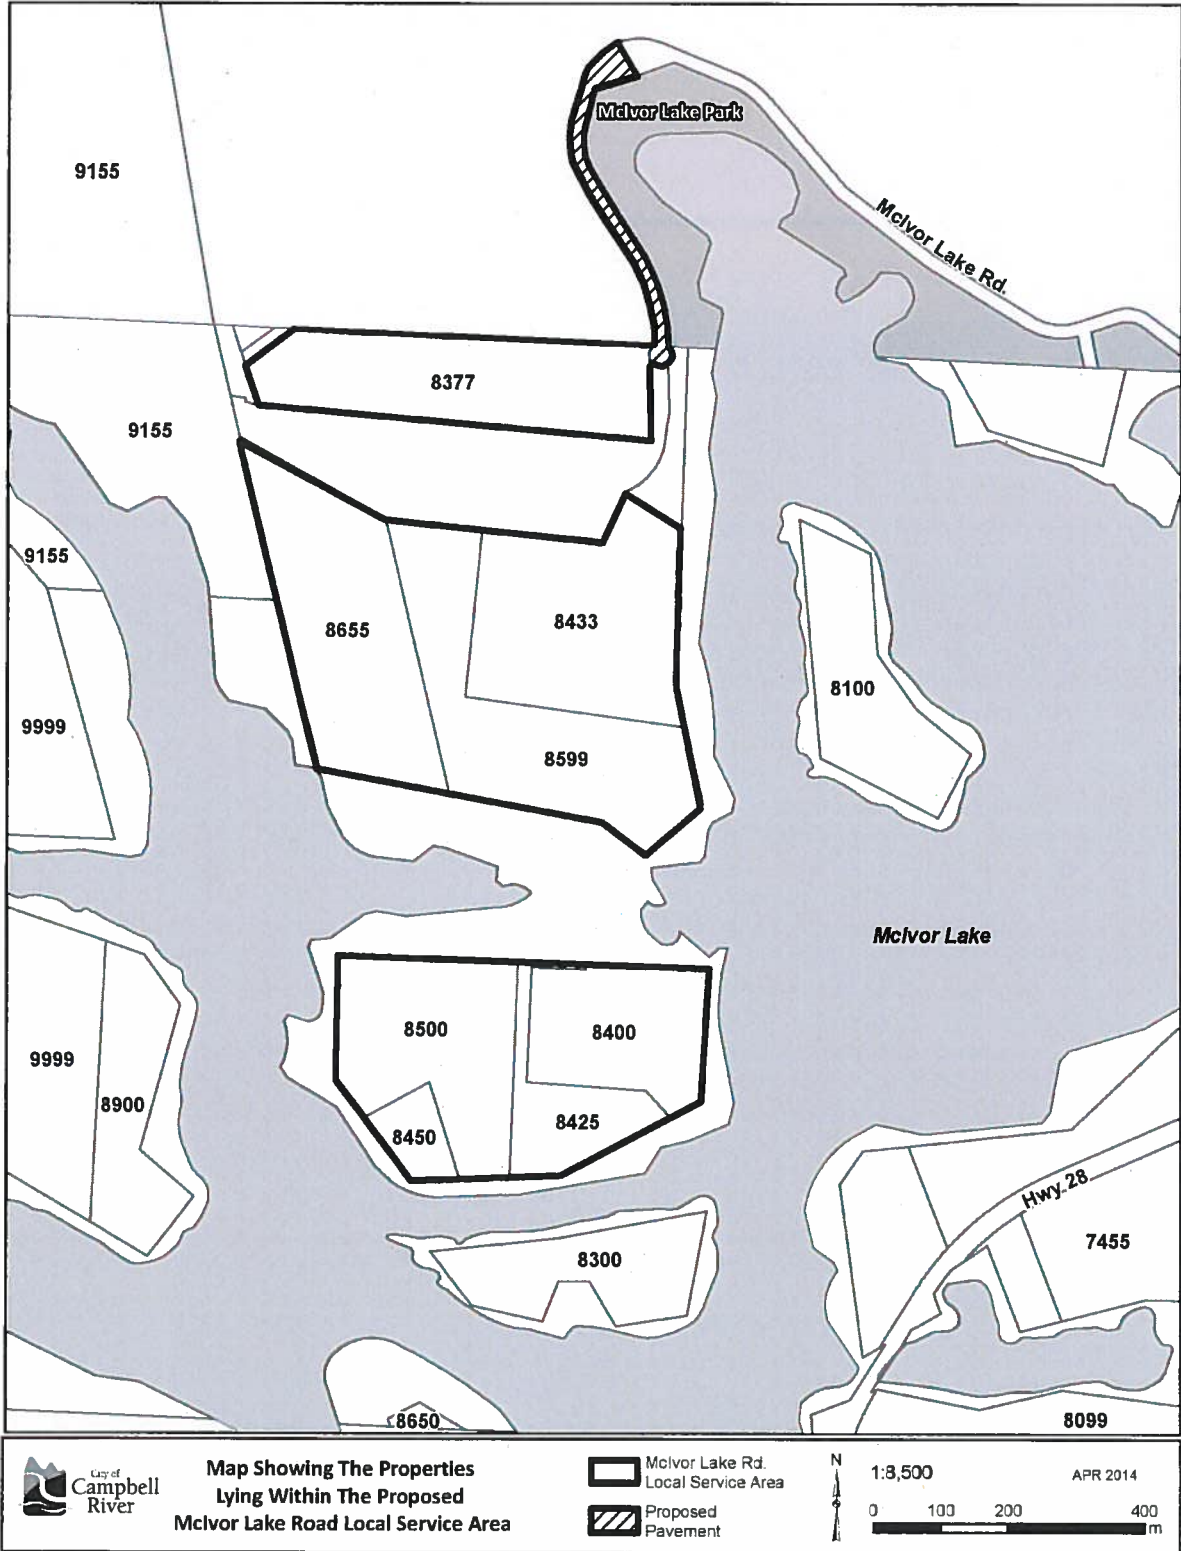 McIvor Lake Park
9155
McIvor Lake Rd.
8377
9155
9155
8655
8433
8100
9999
8599
McIvor Lake
8500
8400
9999
8900
8450
8425
Hwy 28
7455
8300
8650
8099
City of
Campbell
River
Map Showing The Properties
Lying Within The Proposed
McIvor Lake Road Local Service Area
McIvor Lake Rd.
Local Service Area
Proposed
Pavement
N
1:8,500
APR 2014
0 100 200 400
m